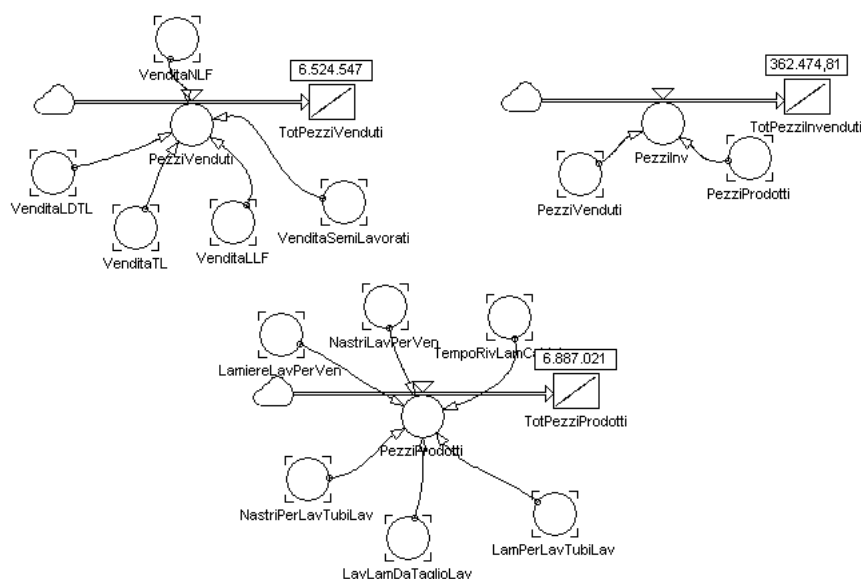 VenditaNLF
6.524.547
TotPezziVenduti
PezziVenduti
VenditaLDTL
VenditaTL
VenditaLLF
VenditaSemiLavorati
362.474,81
TotPezziInvenduti
PezziInv
PezziVenduti
PezziProdotti
NastriLavPerVen
LamiereLavPerVen
6.887.021
TotPezziProdotti
PezziProdotti
NastriPerLavTubiLav
LavLamDaTaglioLav
LamPerLavTubiLav